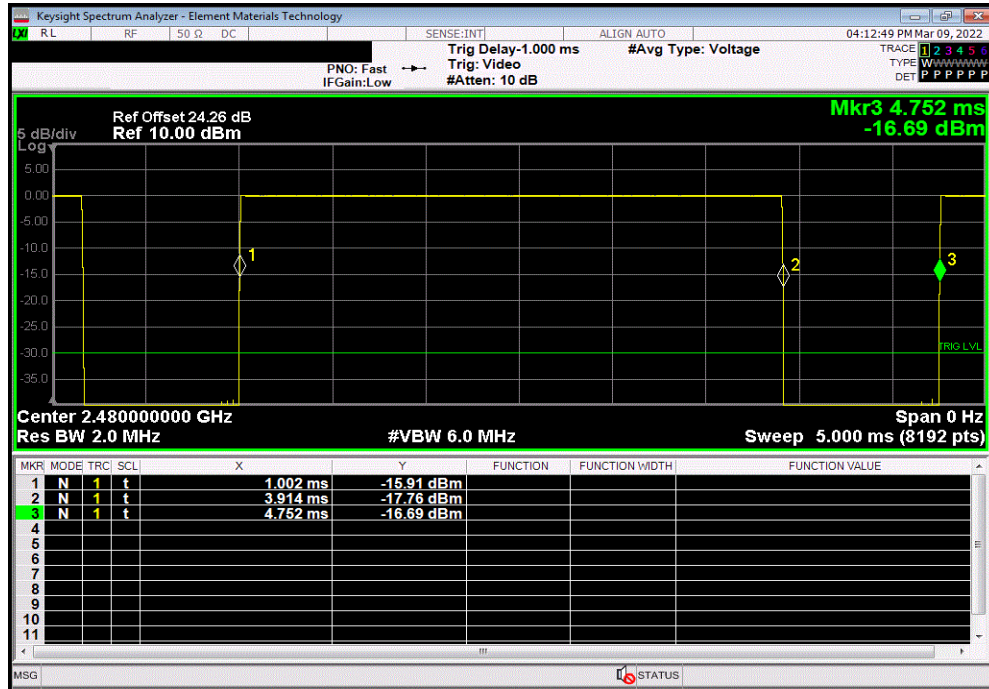 Keysight Spectrum Analyzer - Element Materials Technology
LXI RL RF 50 Ω DC SENSE:INT ALIGN AUTO 04:12:49 PM Mar 09, 2022
Trig Delay-1.000 ms #Avg Type: Voltage TRACE 1 2 3 4 5 6
PNO: Fast Trig: Video TYPE WWWWWW
IFGain:Low #Atten: 10 dB DET P P P P P P
Mkr3 4.752 ms
-16.69 dBm
Ref Offset 24.26 dB
5 dB/div Ref 10.00 dBm
Log
5.00
0.00
-5.00
-10.0
1
2
3
-15.0
-20.0
-25.0
-30.0
TRIG LVL
-35.0
Center 2.480000000 GHz Span 0 Hz
Res BW 2.0 MHz #VBW 6.0 MHz Sweep 5.000 ms (8192 pts)
MKR MODE TRC SCL X Y FUNCTION FUNCTION WIDTH FUNCTION VALUE
1 N 1 t 1.002 ms -15.91 dBm
2 N 1 t 3.914 ms -17.76 dBm
3 N 1 t 4.752 ms -16.69 dBm
4
5
6
7
8
9
10
11
MSG STATUS